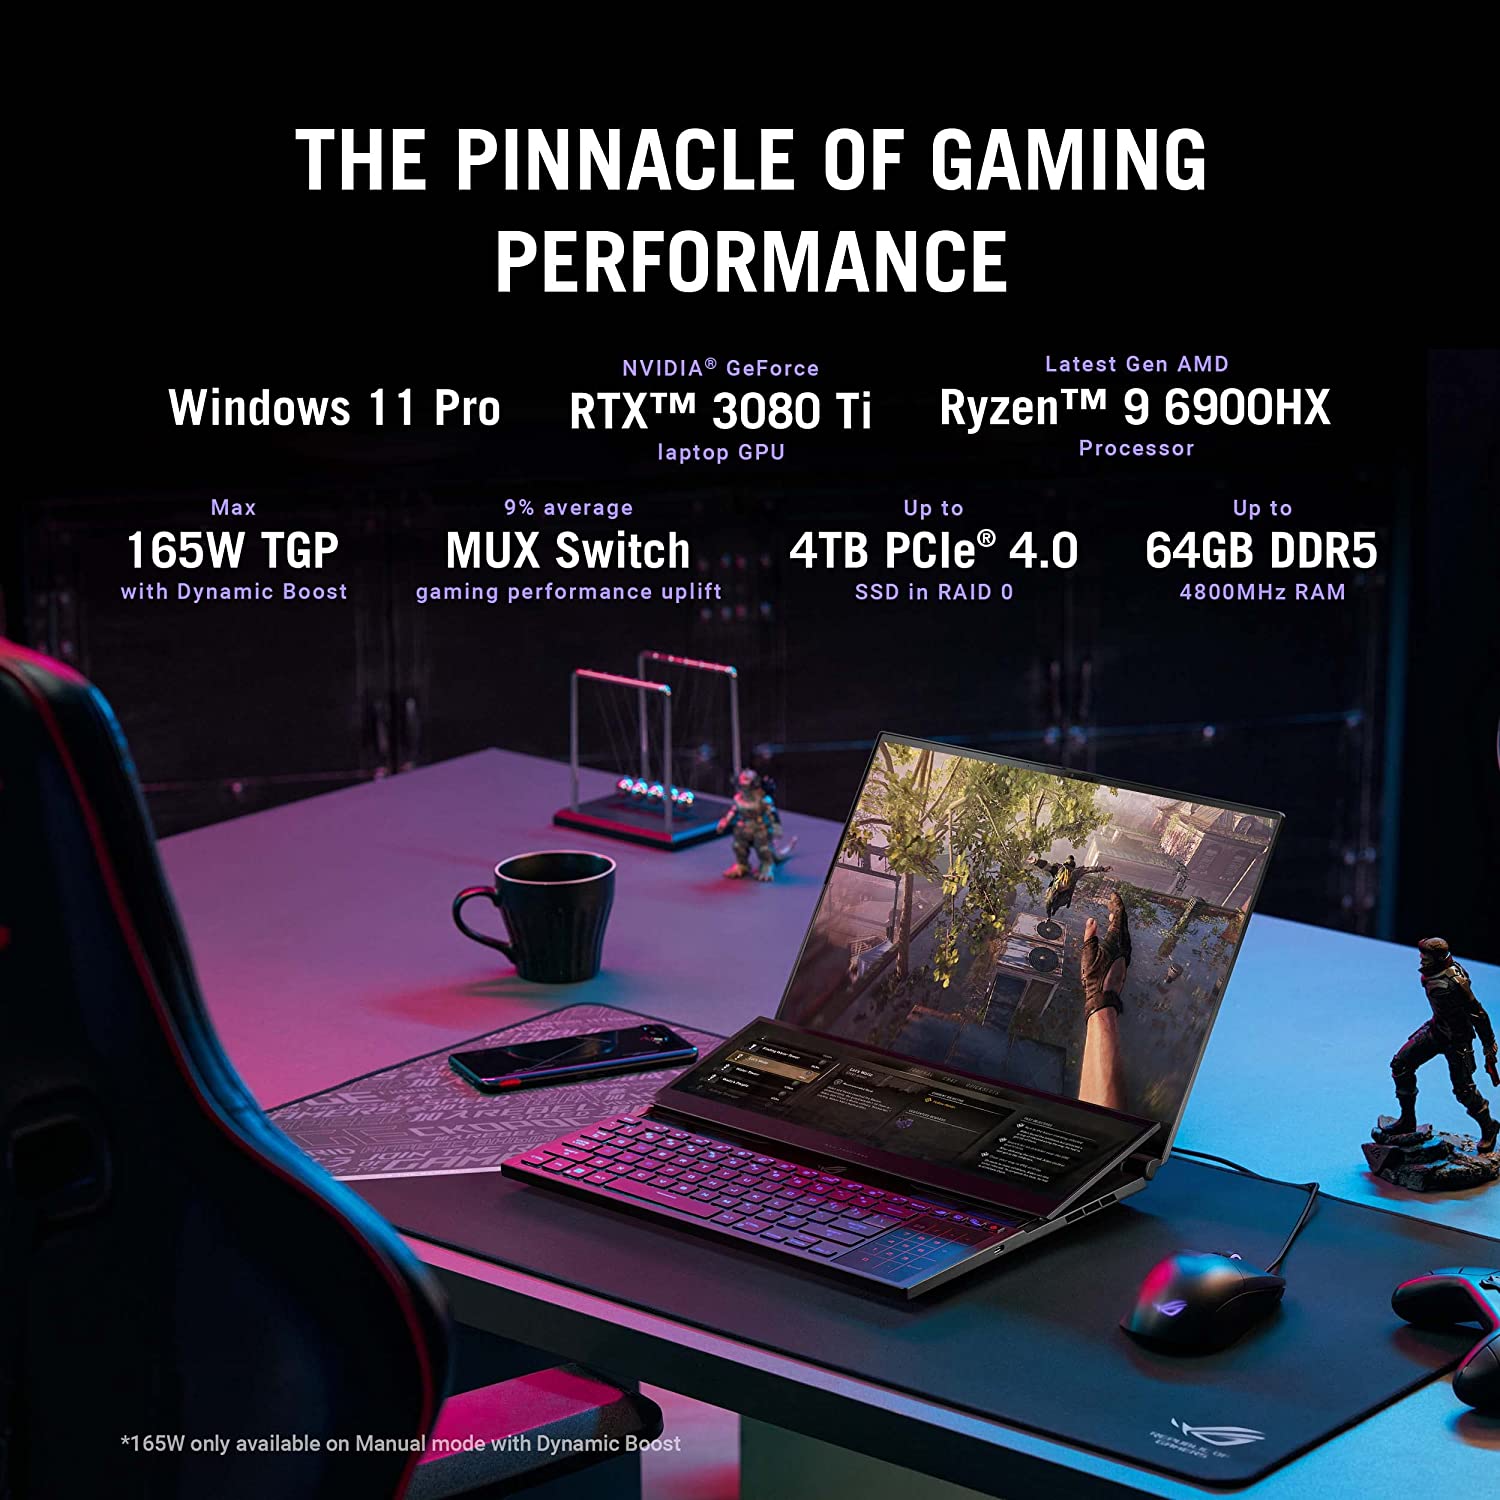 THE PINNACLE OF GAMING
PERFORMANCE
Windows 11 Pro
NVIDIA® GeForce
RTX™ 3080 Ti
laptop GPU
Latest Gen AMD
Ryzen™ 9 6900HX
Processor
Max
165W TGP
with Dynamic Boost
9% average
MUX Switch
gaming performance uplift
Up to
4TB PCIe® 4.0
SSD in RAID 0
Up to
64GB DDR5
4800MHz RAM
REPUBLIC OF
GAMERS
*165W only available on Manual mode with Dynamic Boost